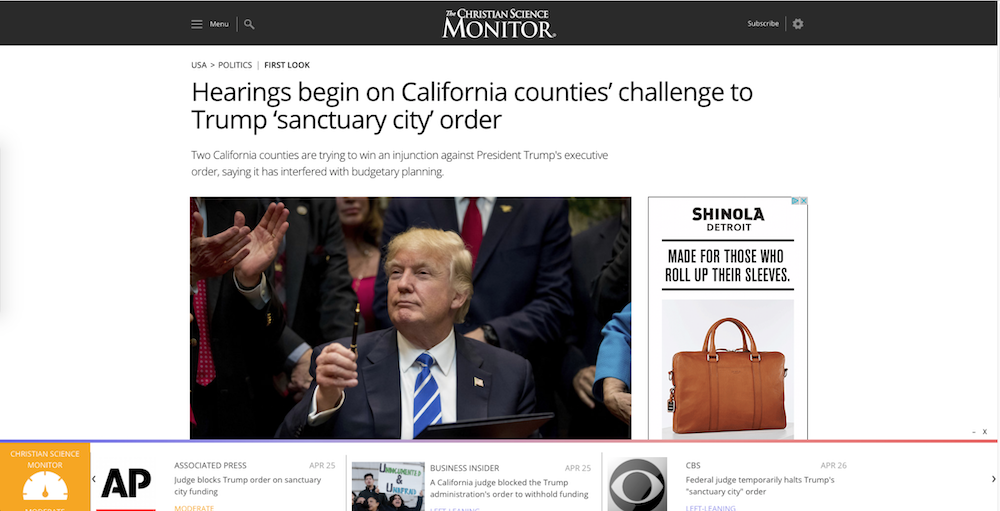 Menu
The CHRISTIAN SCIENCE
MONITOR
Subscribe
USA > POLITICS | FIRST LOOK
Hearings begin on California counties’ challenge to
Trump ‘sanctuary city’ order
Two California counties are trying to win an injunction against President Trump's executive
order, saying it has interfered with budgetary planning.
SHINOLA
DETROIT
MADE FOR THOSE WHO
ROLL UP THEIR SLEEVES.
- X
CHRISTIAN SCIENCE
MONITOR
MODERATE
AP
ASSOCIATED PRESS APR 25
Judge blocks Trump order on sanctuary
city funding
MODERATE
BUSINESS INSIDER APR 25
A California judge blocked the Trump
administration's order to withhold funding
LEFT-LEANING
CBS APR 26
Federal judge temporarily halts Trump's
"sanctuary city" order
LEFT-LEANING